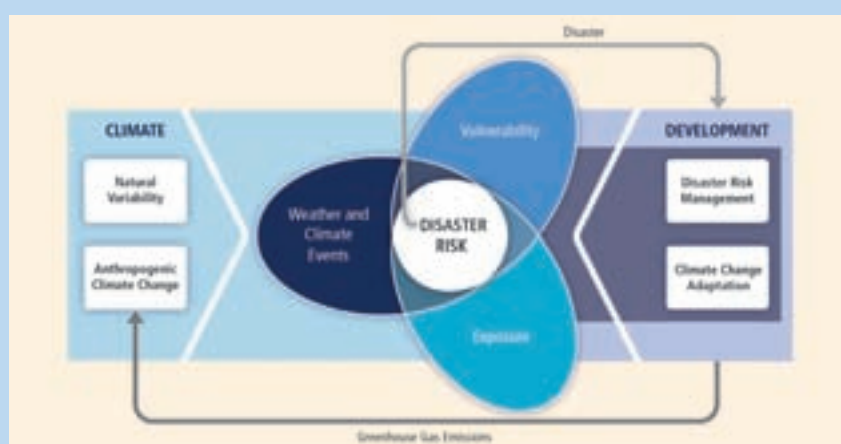 Disaster
CLIMATE
Natural
Variability
Anthropogenic
Climate Change
Weather and
Climate
Events
Vulnerability
DISASTER
RISK
Exposure
DEVELOPMENT
Disaster Risk
Management
Climate Change
Adaptation
Greenhouse Gas Emissions